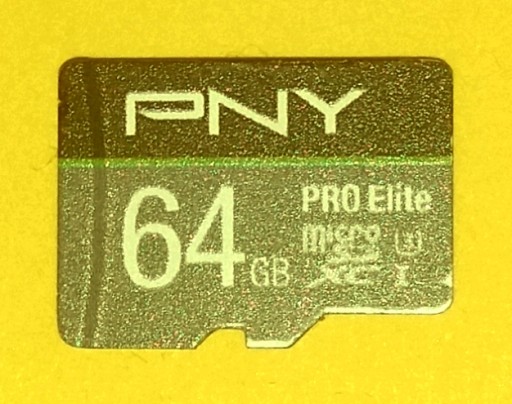 PNY
64 GB
PRO Elite
micro
XC I